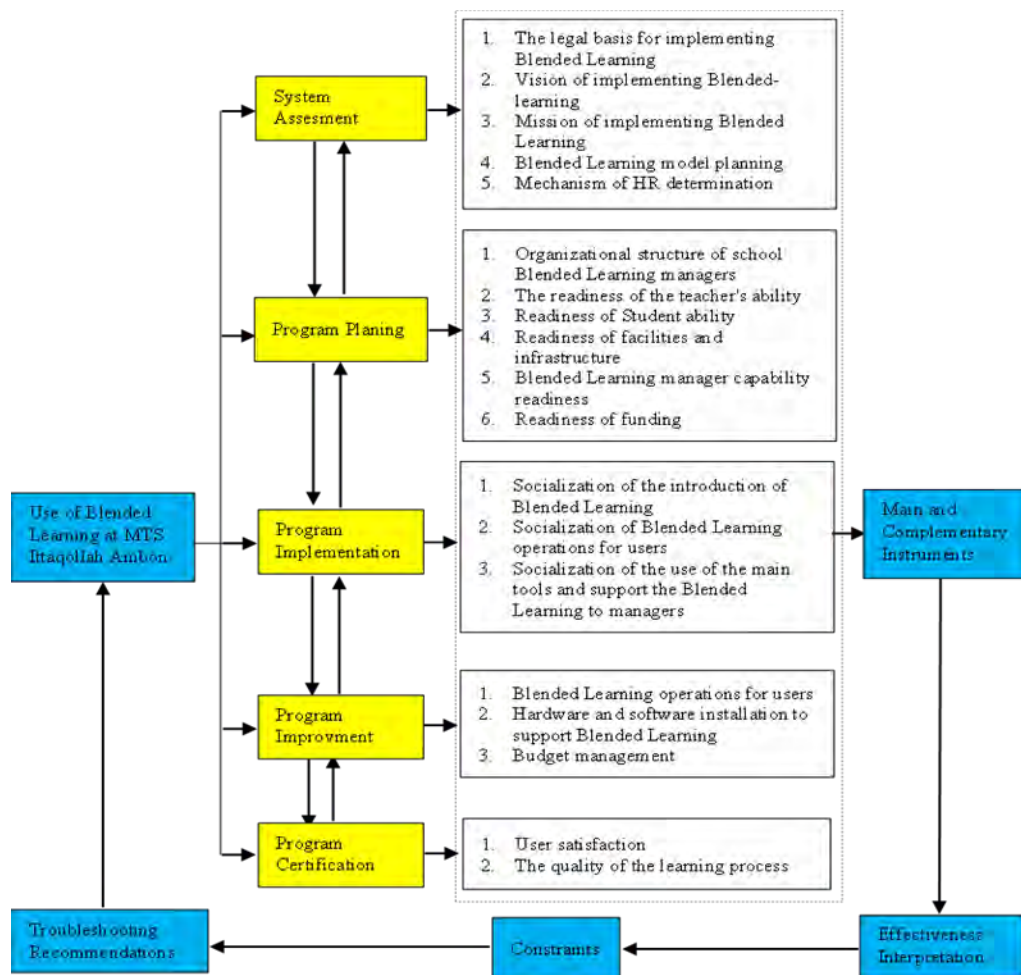 System
Assesment
1. The legal basis for implementing
Blended Learning
2. Vision of implementing Blended-
learning
3. Mission of implementing Blended
Learning
4. Blended Learning model planning
5. Mechanism of HR determination
Program Planing
1. Organizational structure of school
Blended Learning managers
2. The readiness of the teacher's ability
3. Readiness of Student ability
4. Readiness of facilities and
infrastructure
5. Blended Learning manager capability
readiness
6. Readiness of funding
Use of Blended
Learning at MTS
Ittaqollah Ambon
Program
Implementation
1. Socialization of the introduction of
Blended Learning
2. Socialization of Blended Learning
operations for users
3. Socialization of the use of the main
tools and support the Blended
Learning to managers
Main and
Complementary
Instruments
Program
Improvment
1. Blended Learning operations for users
2. Hardware and software installation to
support Blended Learning
3. Budget management
Program
Certification
1. User satisfaction
2. The quality of the learning process
Troubleshooting
Recommendations
Constraints
Effectiveness
Interpretation